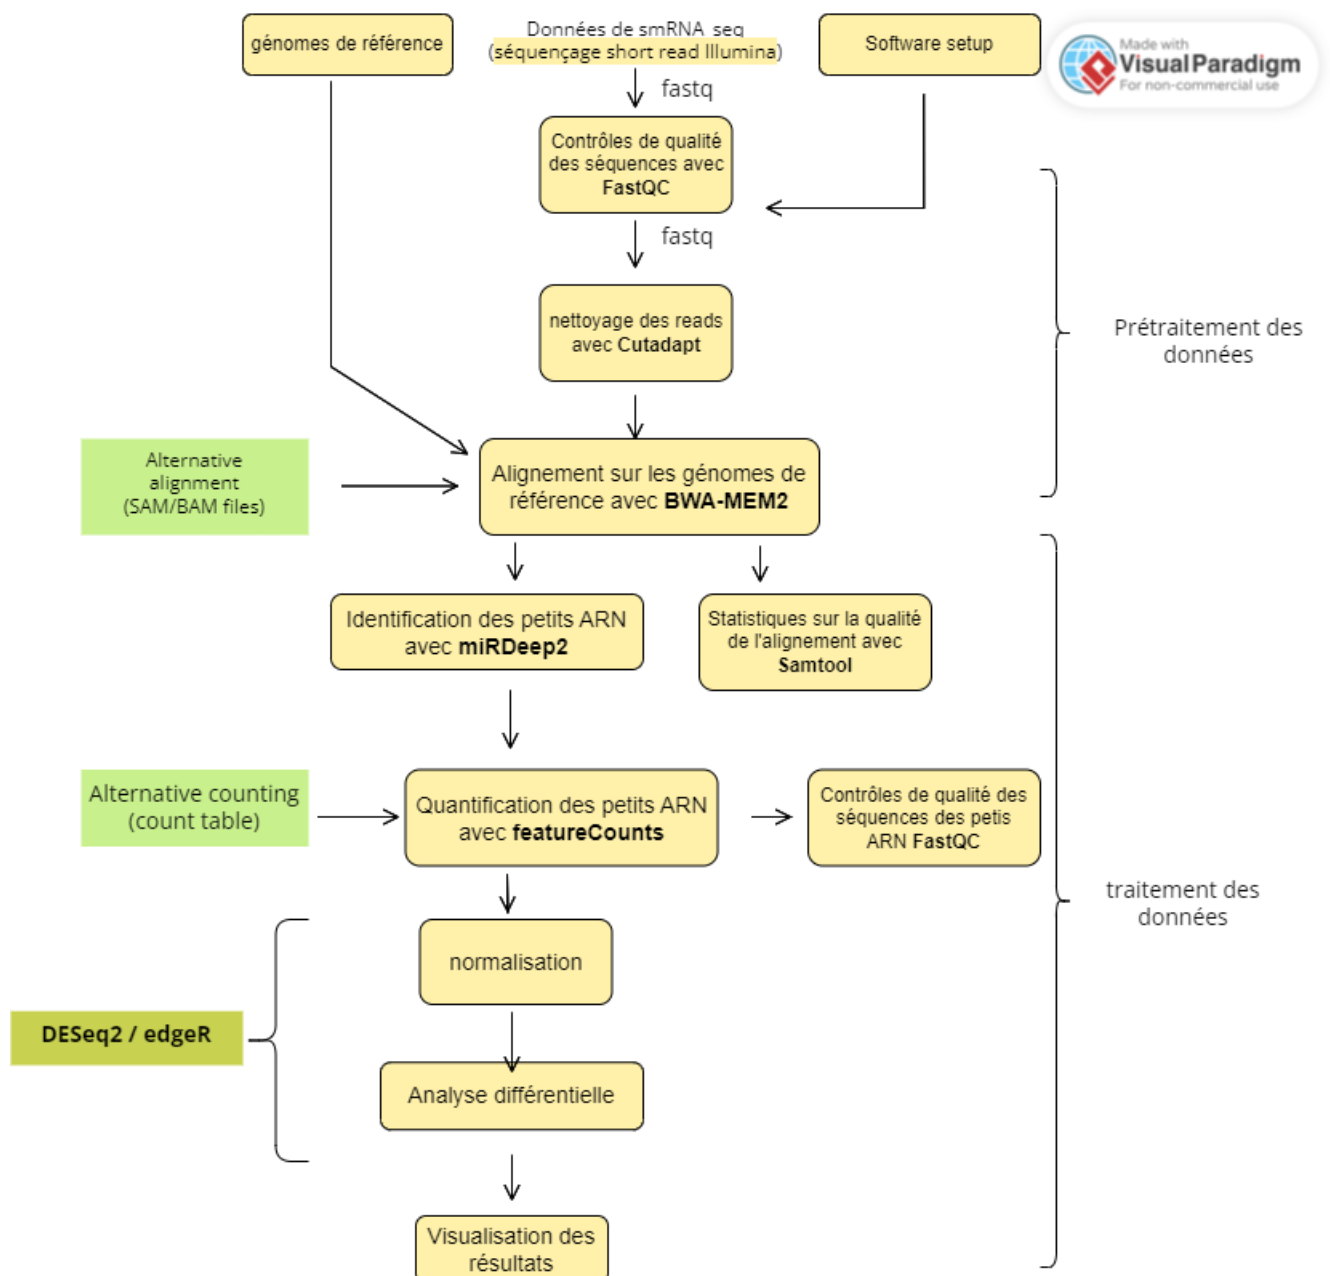 génomes de référence
Données de smRNA_seq
(séquençage short read Illumina)
Software setup
Made with
Visual Paradigm
For non-commercial use
fastq
Contrôles de qualité
des séquences avec
FastQC
fastq
nettoyage des reads
avec Cutadapt
Prétraitement des
données
Alternative
alignment
(SAM/BAM files)
Alignement sur les génomes de
référence avec BWA-MEM2
Identification des petits ARN
avec miRDeep2
Statistiques sur la qualité
de l'alignement avec
Samtool
Alternative counting
(count table)
Quantification des petits ARN
avec featureCounts
Contrôles de qualité des
séquences des petis
ARN FastQC
traitement des
données
normalisation
DESeq2 / edgeR
Analyse différentielle
Visualisation des
résultats